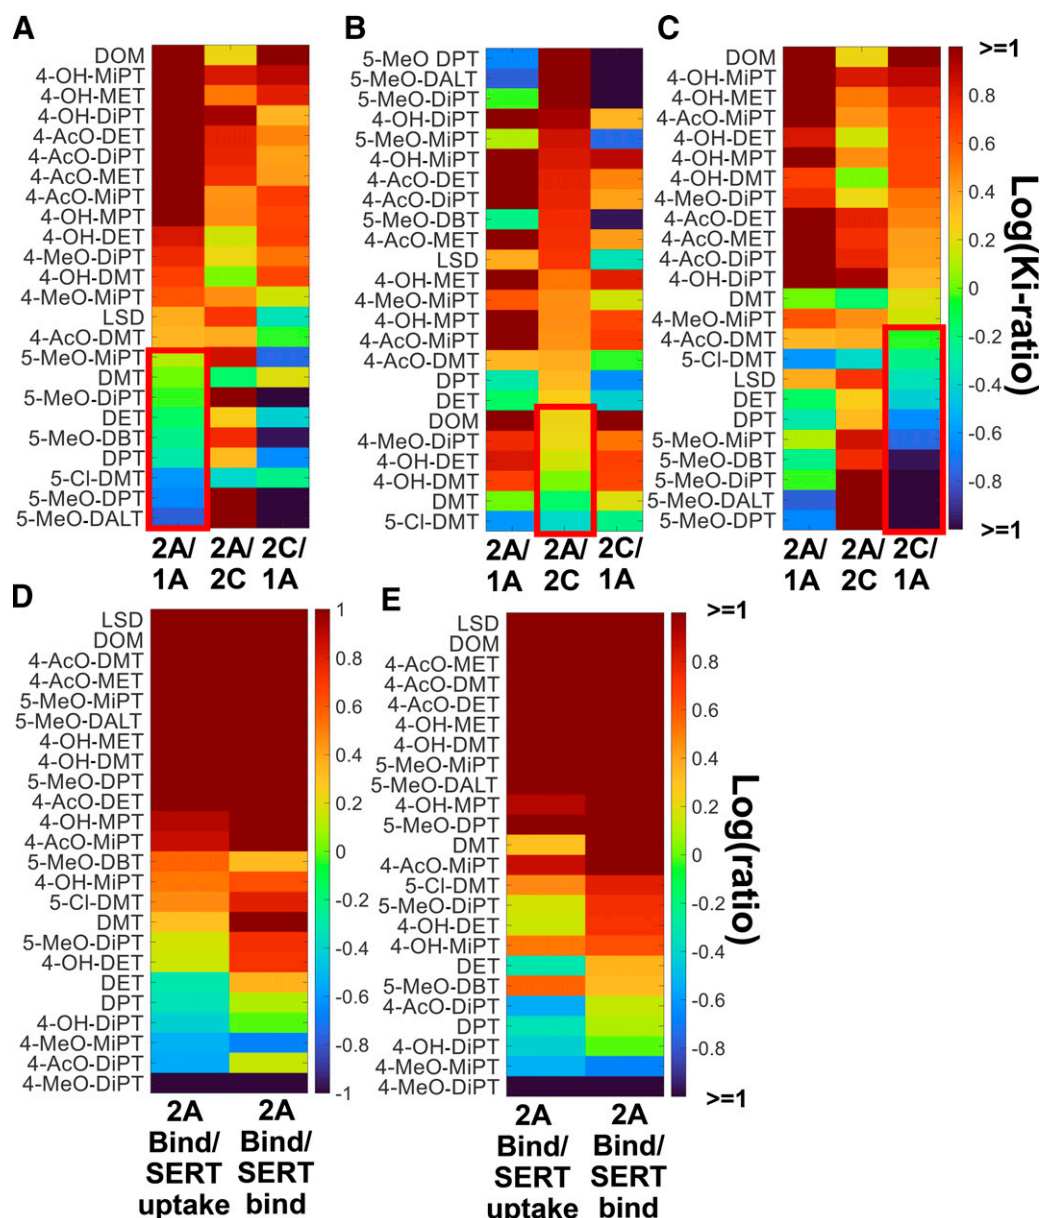 A
DOM
4-OH-MiPT
4-OH-MET
4-OH-DiPT
4-AcO-DET
4-AcO-DiPT
4-AcO-MET
4-AcO-MiPT
4-OH-MPT
4-OH-DET
4-MeO-DiPT
4-OH-DMT
4-MeO-MiPT
LSD
4-AcO-DMT
5-MeO-MiPT
DMT
5-MeO-DiPT
DET
5-MeO-DBT
DPT
5-Cl-DMT
5-MeO-DPT
5-MeO-DALT
2A/ 2A/ 2C/
1A 2C 1A
B
5-MeO DPT
5-MeO-DALT
5-MeO-DiPT
4-OH-DiPT
5-MeO-MiPT
4-OH-MiPT
4-AcO-DET
4-AcO-DiPT
5-MeO-DBT
4-AcO-MET
LSD
4-OH-MET
4-MeO-MiPT
4-OH-MPT
4-AcO-MiPT
4-AcO-DMT
DPT
DET
DOM
4-MeO-DiPT
4-OH-DET
4-OH-DMT
DMT
5-Cl-DMT
2A/ 2A/ 2C/
1A 2C 1A
C
DOM
4-OH-MiPT
4-OH-MET
4-AcO-MiPT
4-OH-DET
4-OH-MPT
4-OH-DMT
4-MeO-DiPT
4-AcO-DET
4-AcO-MET
4-AcO-DiPT
4-OH-DiPT
DMT
4-MeO-MiPT
4-AcO-DMT
5-Cl-DMT
LSD
DET
DPT
5-MeO-MiPT
5-MeO-DBT
5-MeO-DiPT
5-MeO-DALT
5-MeO-DPT
2A/ 2A/ 2C/
1A 2C 1A
>=1
0.8
0.6
0.4
0.2
0
-0.2
-0.4
-0.6
-0.8
>=1
Log(Ki-ratio)
D
LSD
DOM
4-AcO-DMT
4-AcO-MET
5-MeO-MiPT
5-MeO-DALT
4-OH-MET
4-OH-DMT
5-MeO-DPT
4-AcO-DET
4-OH-MPT
4-AcO-MiPT
5-MeO-DBT
4-OH-MiPT
5-Cl-DMT
DMT
5-MeO-DiPT
4-OH-DET
DET
DPT
4-OH-DiPT
4-MeO-MiPT
4-AcO-DiPT
4-MeO-DiPT
2A 2A
Bind/ Bind/
SERT SERT
uptake bind
1
0.8
0.6
0.4
0.2
0
-0.2
-0.4
-0.6
-0.8
-1
E
LSD
DOM
4-AcO-MET
4-AcO-DMT
4-AcO-DET
4-OH-MET
4-OH-DMT
5-MeO-MiPT
5-MeO-DALT
4-OH-MPT
5-MeO-DPT
DMT
4-AcO-MiPT
5-Cl-DMT
5-MeO-DiPT
4-OH-DET
4-OH-MiPT
DET
5-MeO-DBT
4-AcO-DiPT
DPT
4-OH-DiPT
4-MeO-MiPT
4-MeO-DiPT
2A 2A
Bind/ Bind/
SERT SERT
uptake bind
>=1
0.8
0.6
0.4
0.2
0
-0.2
-0.4
-0.6
-0.8
>=1
Log(ratio)